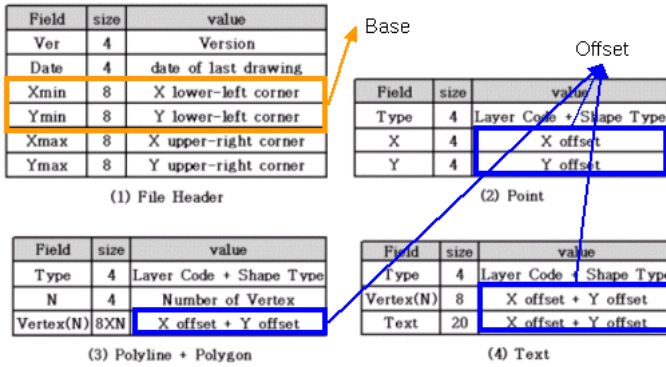 Field size value
Ver 4 Version
Date 4 date of last drawing
Xmin 8 X lower-left corner
Ymin 8 Y lower-left corner
Xmax 8 X upper-right corner
Ymax 8 Y upper-right corner
(1) File Header
Base
Offset
Field size value
Type 4 Layer Code + Shape Type
X 4 X offset
Y 4 Y offset
(2) Point
Field size value
Type 4 Layer Code + Shape Type
N 4 Number of Vertex
Vertex(N) 8XN X offset + Y offset
(3) Polyline + Polygon
Field size value
Type 4 Layer Code + Shape Type
Vertex(N) 8 X offset + Y offset
Text 20 X offset + Y offset
(4) Text